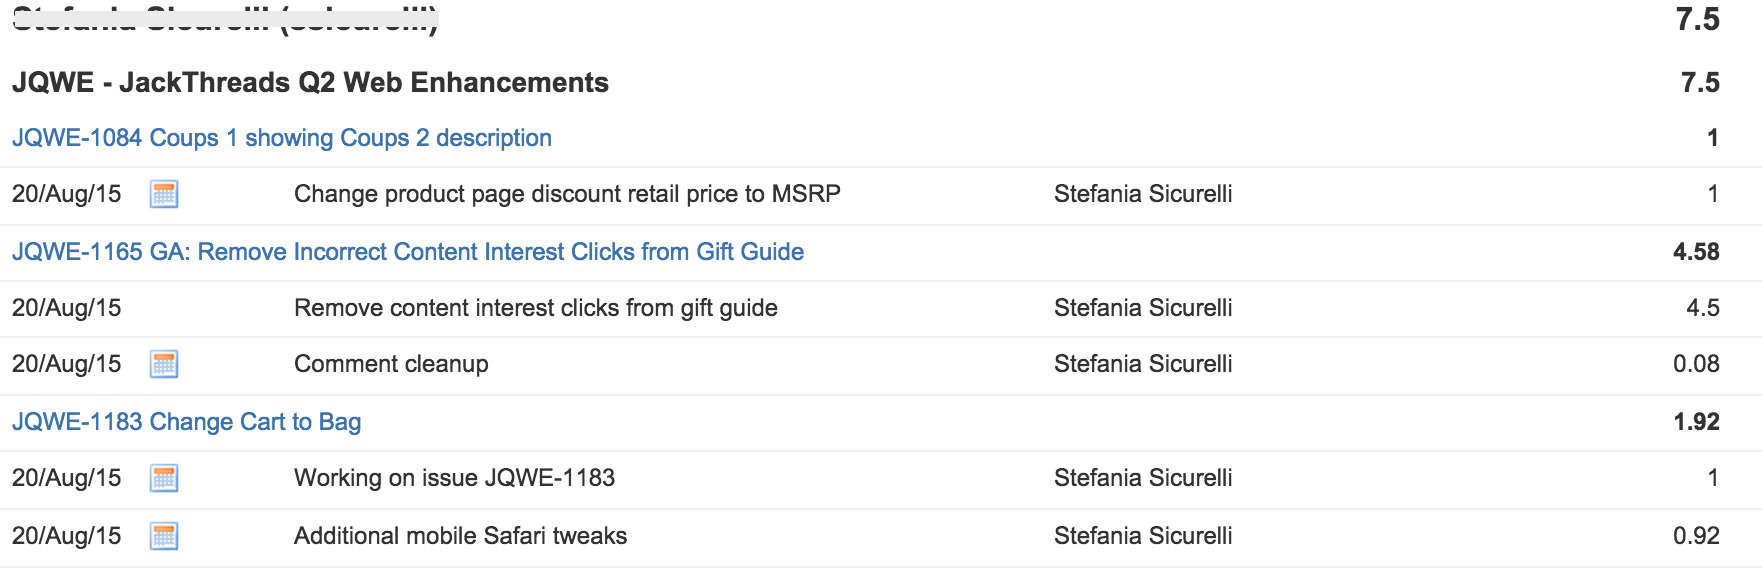 Stefania Sicurelli (ssicurelli) 7.5
JQWE - JackThreads Q2 Web Enhancements 7.5
JQWE-1084 Coups 1 showing Coups 2 description 1
20/Aug/15 Change product page discount retail price to MSRP Stefania Sicurelli 1
JQWE-1165 GA: Remove Incorrect Content Interest Clicks from Gift Guide 4.58
20/Aug/15 Remove content interest clicks from gift guide Stefania Sicurelli 4.5
20/Aug/15 Comment cleanup Stefania Sicurelli 0.08
JQWE-1183 Change Cart to Bag 1.92
20/Aug/15 Working on issue JQWE-1183 Stefania Sicurelli 1
20/Aug/15 Additional mobile Safari tweaks Stefania Sicurelli 0.92